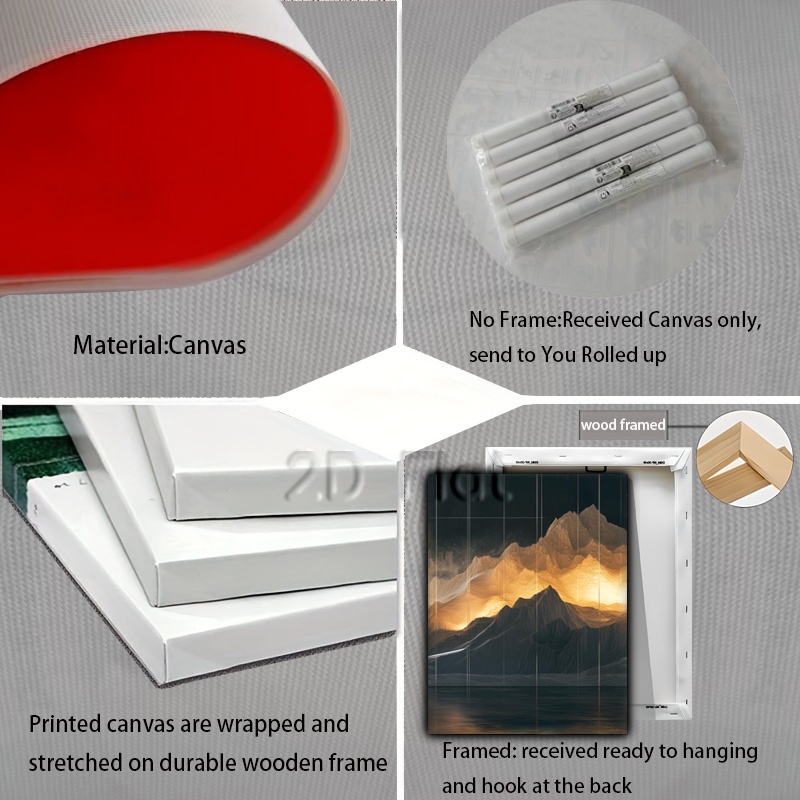 Material:Canvas
No Frame:Received Canvas only,
send to You Rolled up
2D Flat
wood framed
Printed canvas are wrapped and
stretched on durable wooden frame
Framed: received ready to hanging
and hook at the back